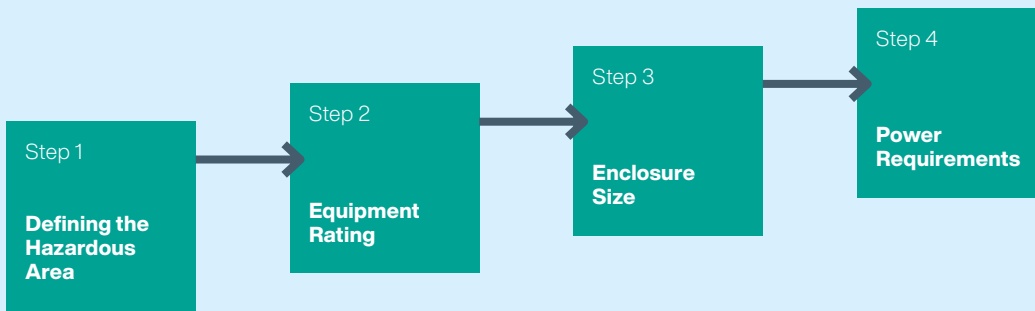 Step 1
Defining the
Hazardous
Area
Step 2
Equipment
Rating
Step 3
Enclosure
Size
Step 4
Power
Requirements